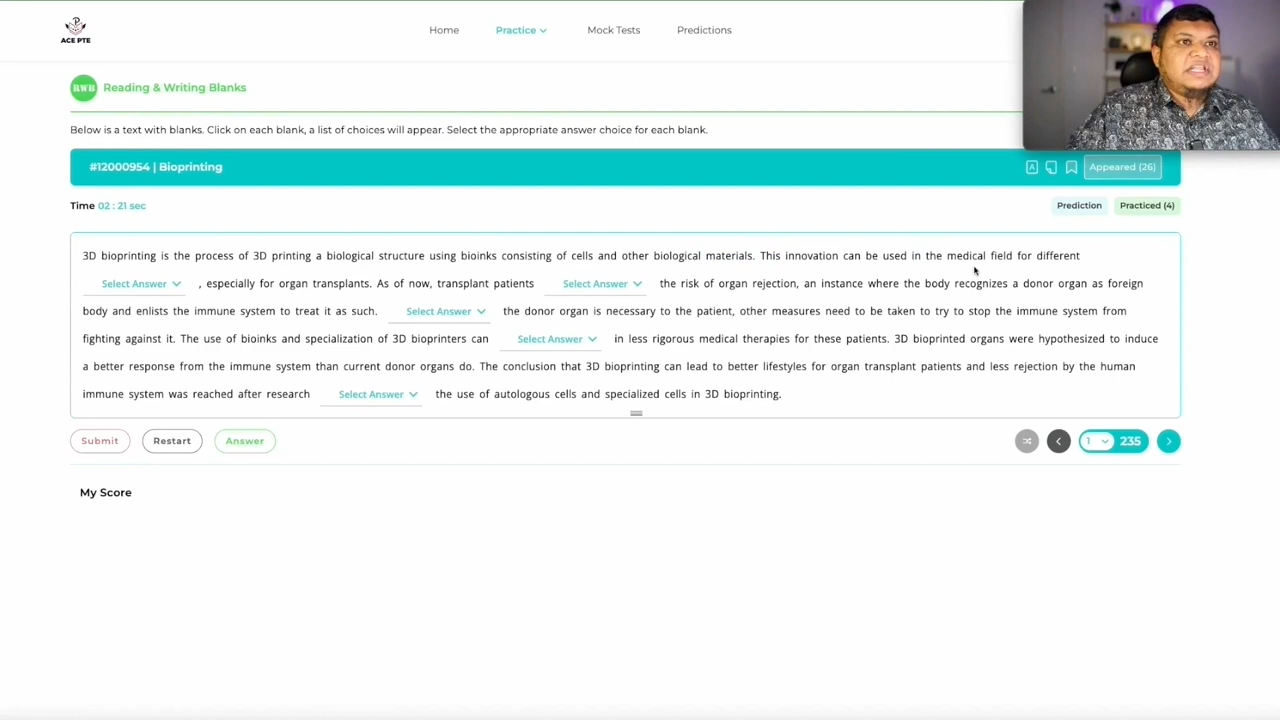 ACE PTE
Home
Practice
Mock Tests
Predictions
RWB Reading & Writing Blanks
Below is a text with blanks. Click on each blank, a list of choices will appear. Select the appropriate answer choice for each blank.
#12000954 | Bioprinting
A
Appeared (26)
Time 02 : 21 sec
Prediction
Practiced (4)
3D bioprinting is the process of 3D printing a biological structure using bioinks consisting of cells and other biological materials. This innovation can be used in the medical field for different
Select Answer , especially for organ transplants. As of now, transplant patients Select Answer the risk of organ rejection, an instance where the body recognizes a donor organ as foreign
body and enlists the immune system to treat it as such. Select Answer the donor organ is necessary to the patient, other measures need to be taken to try to stop the immune system from
fighting against it. The use of bioinks and specialization of 3D bioprinters can Select Answer in less rigorous medical therapies for these patients. 3D bioprinted organs were hypothesized to induce
a better response from the immune system than current donor organs do. The conclusion that 3D bioprinting can lead to better lifestyles for organ transplant patients and less rejection by the human
immune system was reached after research Select Answer the use of autologous cells and specialized cells in 3D bioprinting.
Submit
Restart
Answer
1
235
My Score